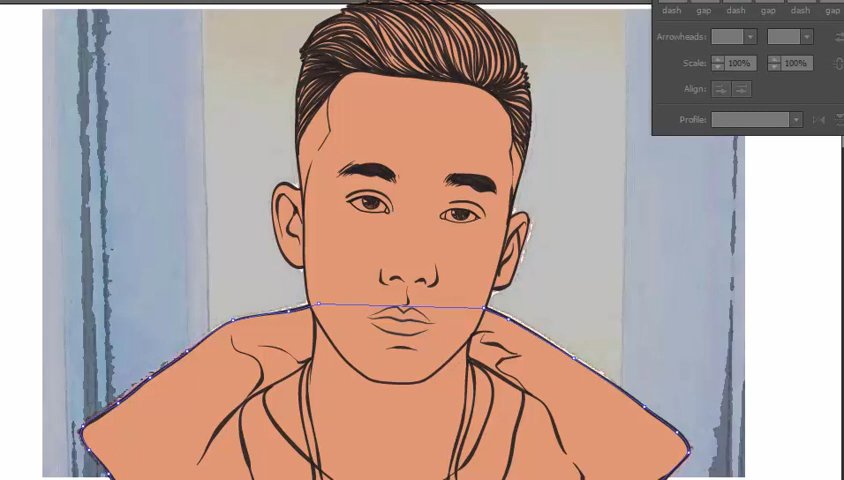 dash gap dash gap dash gap
Arrowheads:
Scale: 100% 100%
Align:
Profile: